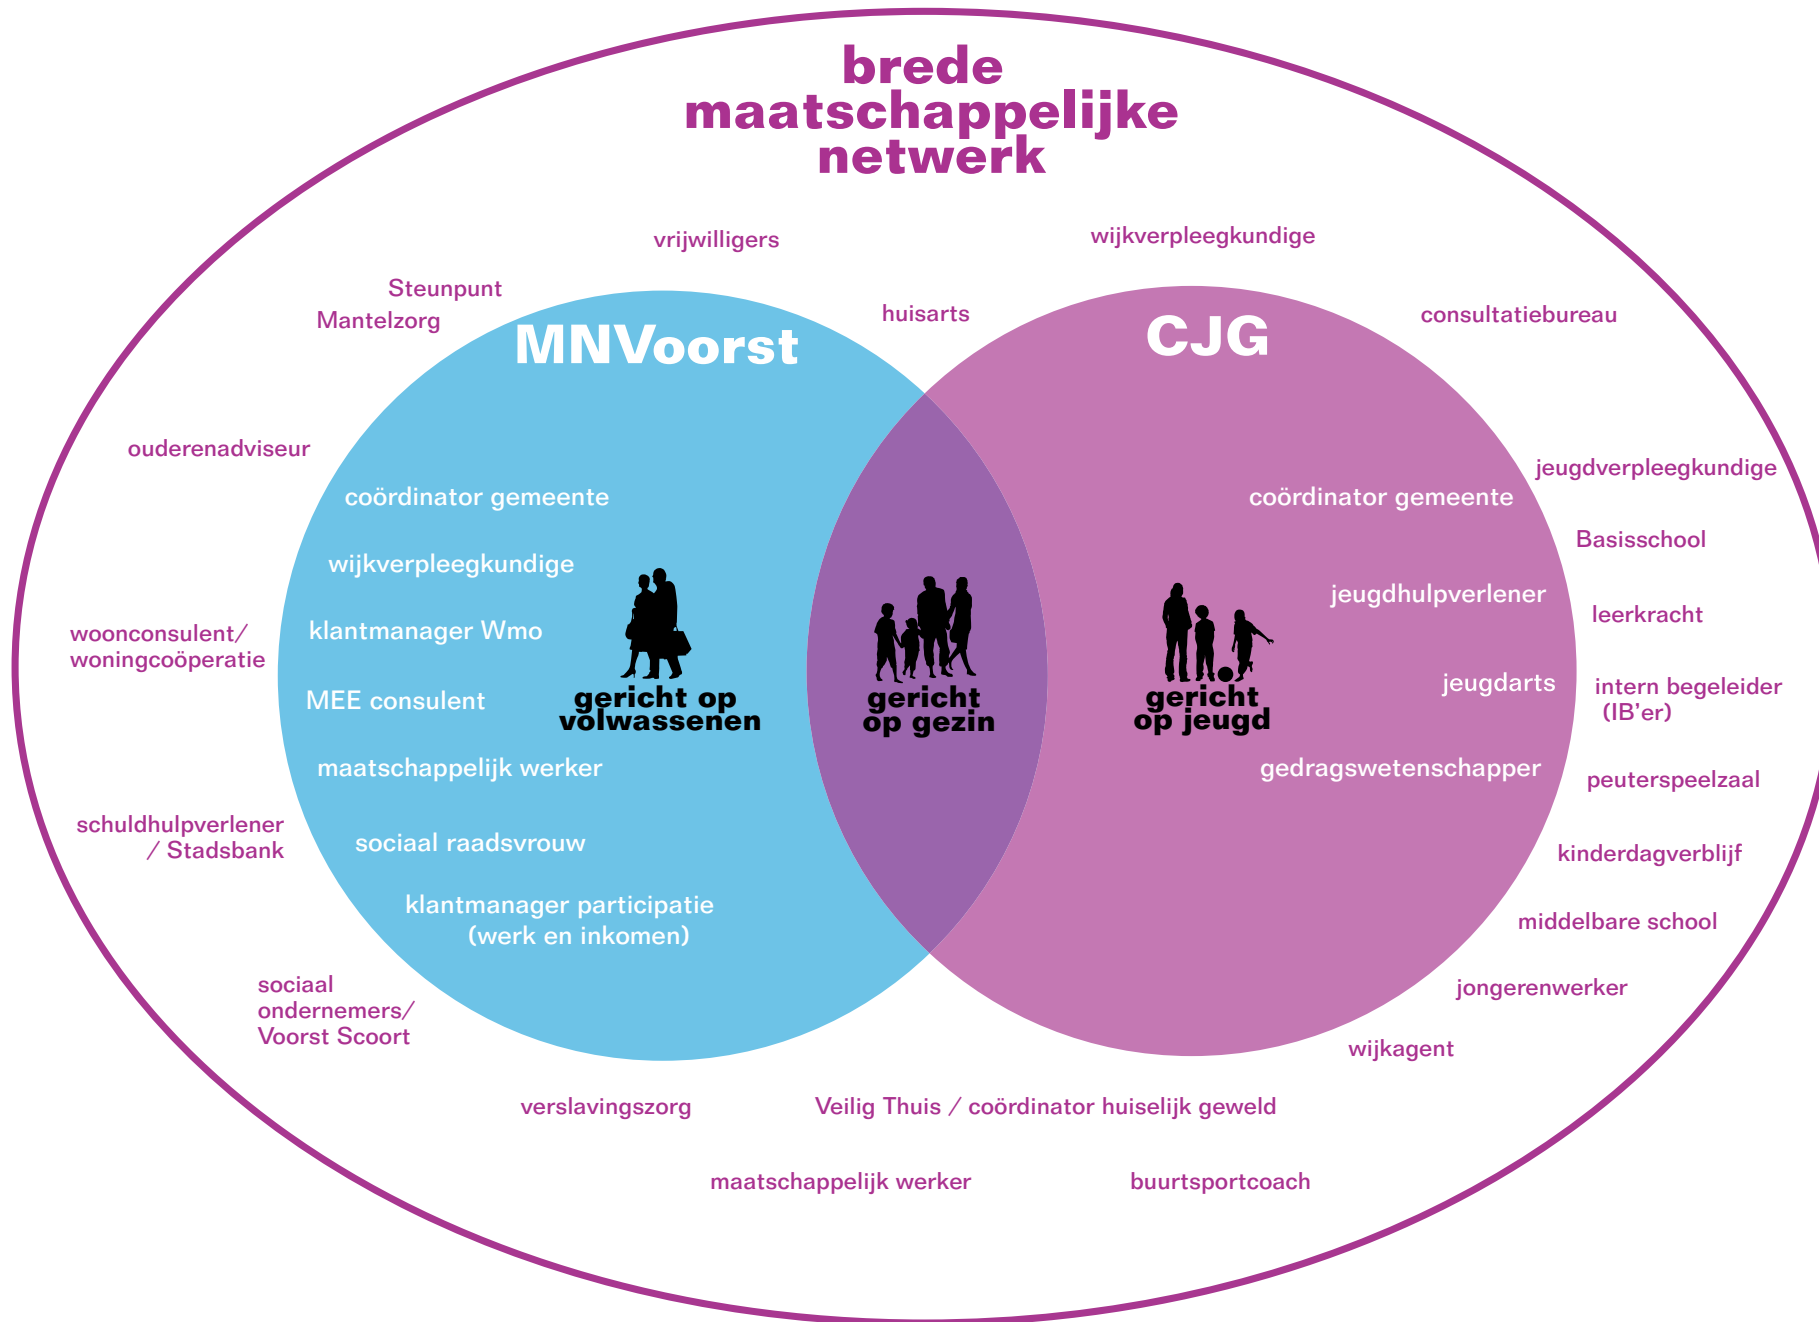 brede
maatschappelijke
netwerk
vrijwilligers
wijkverpleegkundige
Steunpunt
Mantelzorg
huisarts
consultatiebureau
MNVoorst
CJG
ouderenadviseur
jeugdverpleegkundige
coördinator gemeente
wijkverpleegkundige
klantmanager Wmo
MEE consulent
maatschappelijk werker
sociaal raadsvrouw
klantmanager participatie
(werk en inkomen)
gericht op
volwassenen
gericht
op gezin
gericht
op jeugd
coördinator gemeente
jeugdhulpverlener
jeugdarts
gedragswetenschapper
Basisschool
leerkracht
intern begeleider
(IB'er)
peuterspeelzaal
kinderdagverblijf
middelbare school
jongerenwerker
wijkagent
woonconsulent/
woningcoöperatie
schuldhulpverlener
/ Stadsbank
sociaal
ondernemers/
Voorst Scoort
verslavingszorg
Veilig Thuis / coördinator huiselijk geweld
maatschappelijk werker
buurtsportcoach